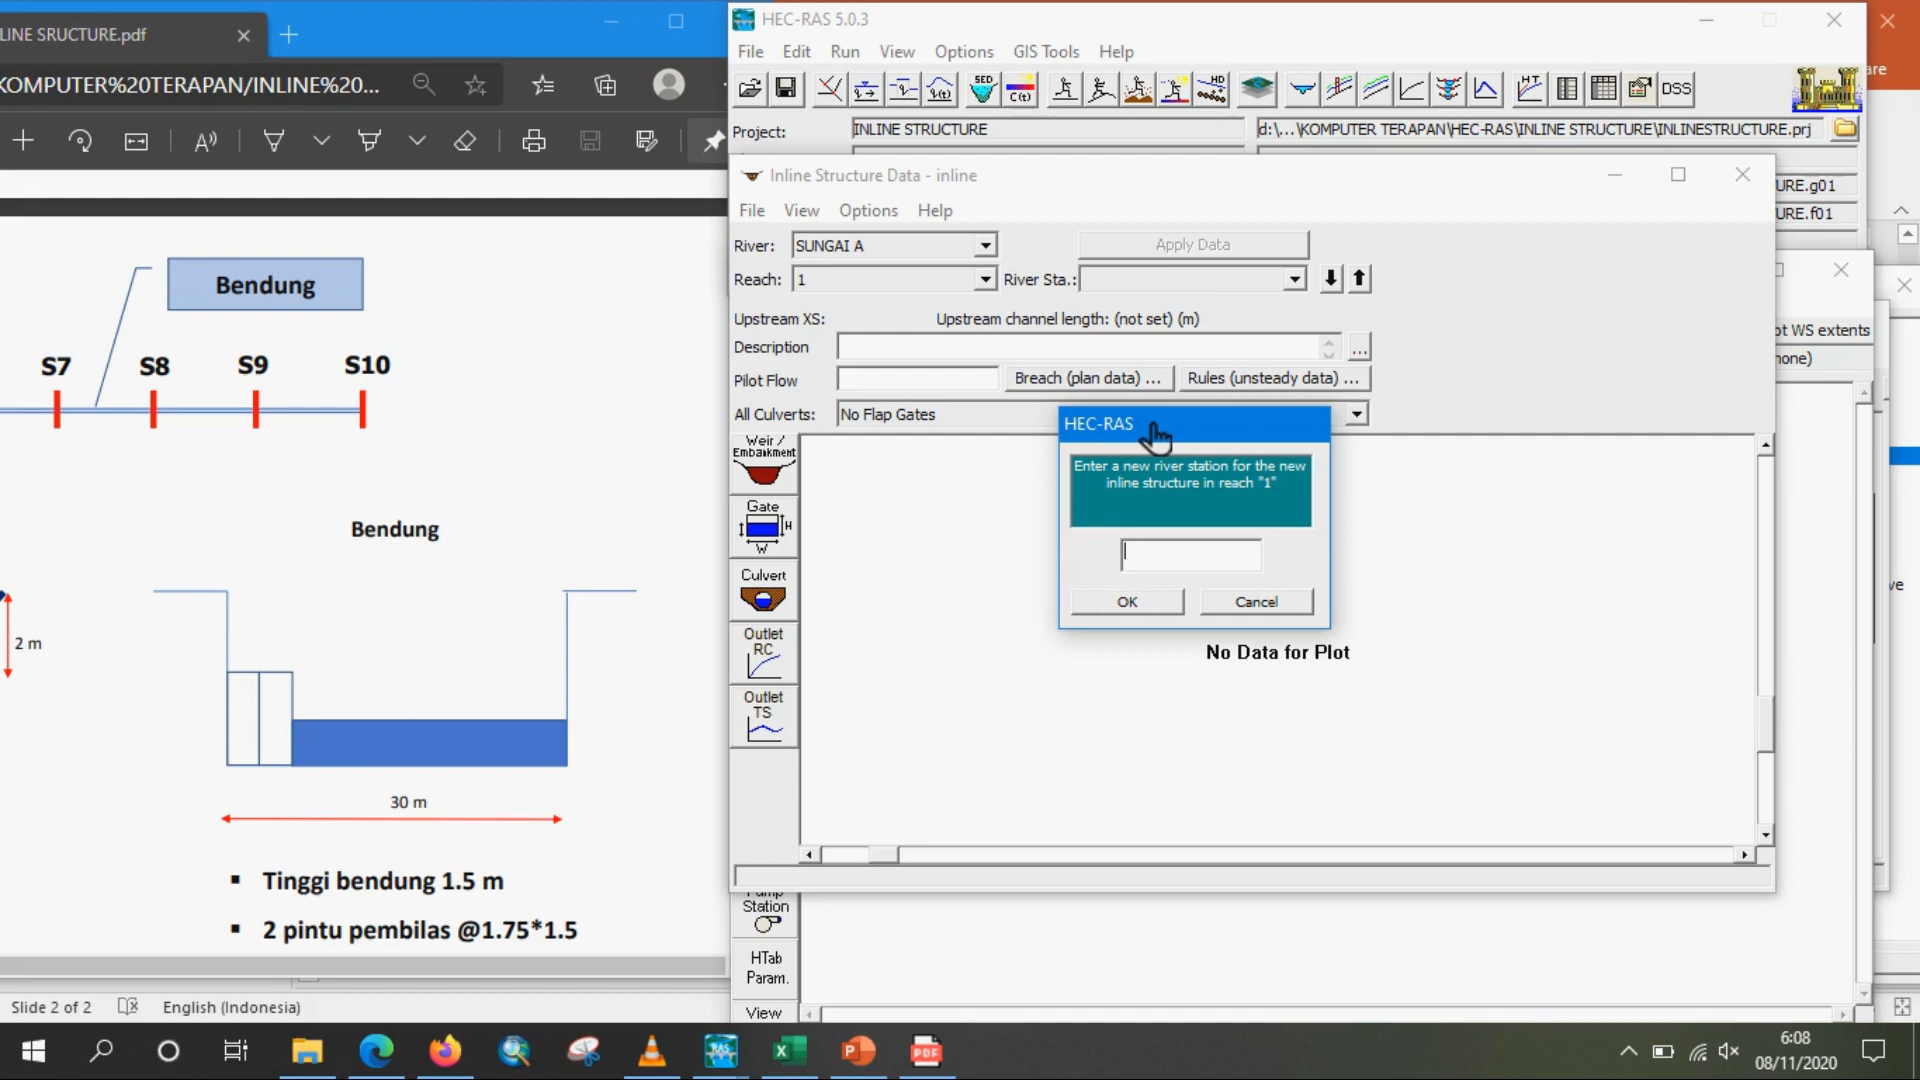 LINE SRUCTURE.pdf
KOMPUTER%20TERAPAN/INLINE%20...
Bendung
S7
S8
S9
S10
Bendung
2 m
30 m
▪ Tinggi bendung 1.5 m
▪ 2 pintu pembilas @1.75*1.5
Slide 2 of 2
English (Indonesia)
HEC-RAS 5.0.3
File Edit Run View Options GIS Tools Help
SED
C(t)
HD
HT
DSS
Project:
INLINE STRUCTURE
d:\...\KOMPUTER TERAPAN\HEC-RAS\INLINE STRUCTURE\INLINESTRUCTURE.prj
Inline Structure Data - inline
URE.g01
URE.f01
File View Options Help
River: SUNGAI A
Apply Data
Reach: 1
River Sta.:
Upstream XS:
Upstream channel length: (not set) (m)
Description
...
Pilot Flow
Breach (plan data) ...
Rules (unsteady data) ...
All Culverts: No Flap Gates
Weir /
Embankment
Gate
H
W
Culvert
Outlet
RC
Outlet
TS
HEC-RAS
Enter a new river station for the new
inline structure in reach "1"
OK
Cancel
No Data for Plot
ot WS extents
none)
Station
HTab
Param.
View
are
ve
RAS
PDF
6:08
08/11/2020